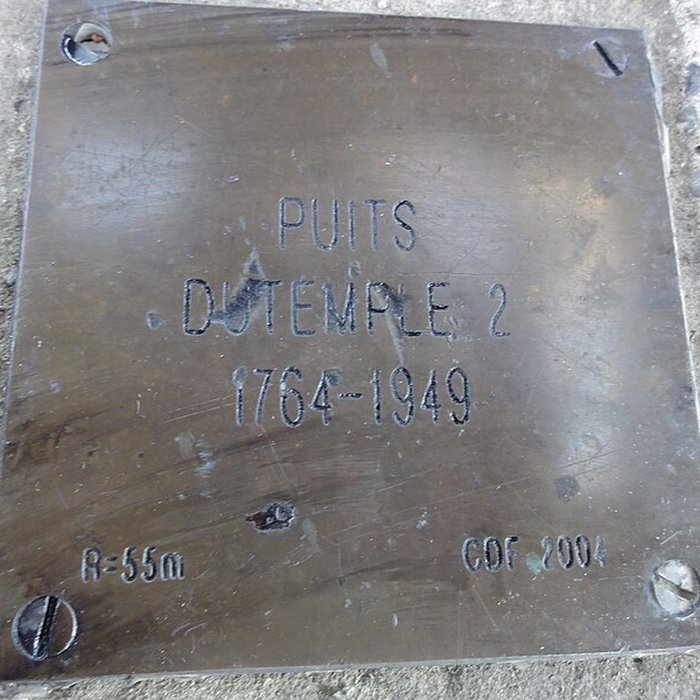 PUITS
DUTEMPLE 2
1764-1949
R=55m CDF 2004